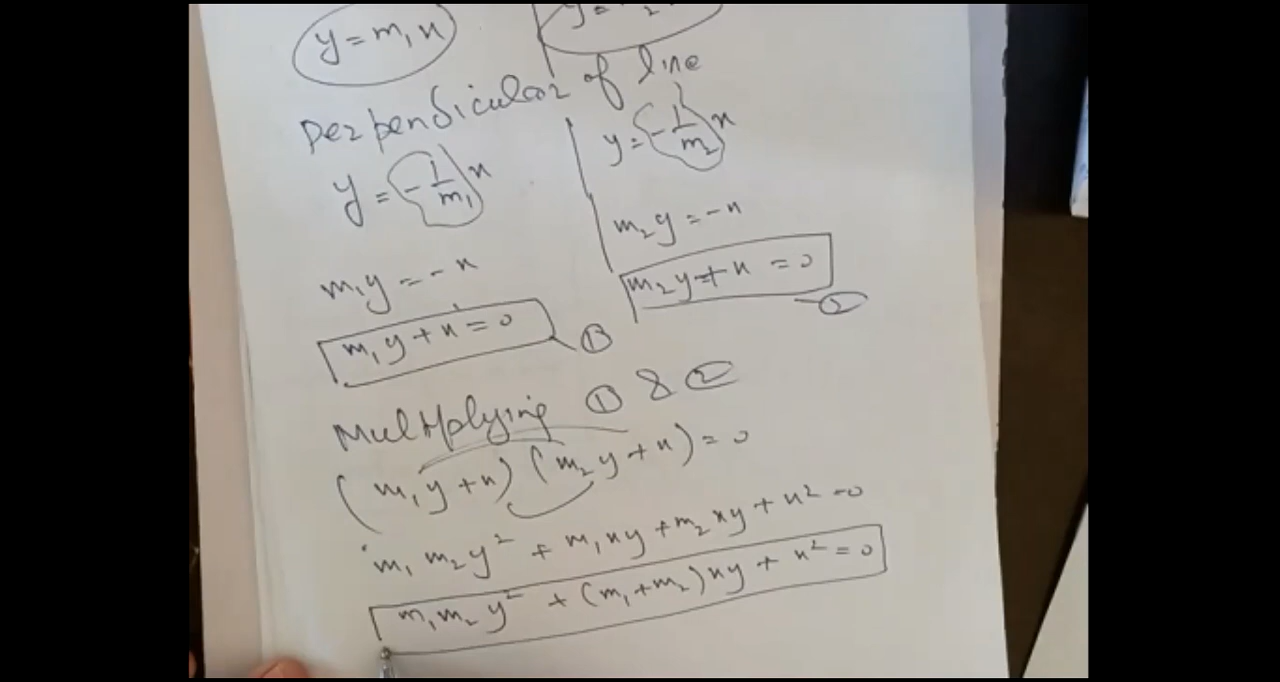 y = m₁x
y =
perpendicular of line
y = (-1/m₁)x
m₁y = -x
m₁y + x = 0 ①
y = (-1/m₂)x
m₂y = -x
m₂y + x = 0 ②
Multiplying ① & ②
(m₁y + x) (m₂y + x) = 0
m₁m₂y² + m₁xy + m₂xy + x² = 0
m₁m₂y² + (m₁+m₂)xy + x² = 0